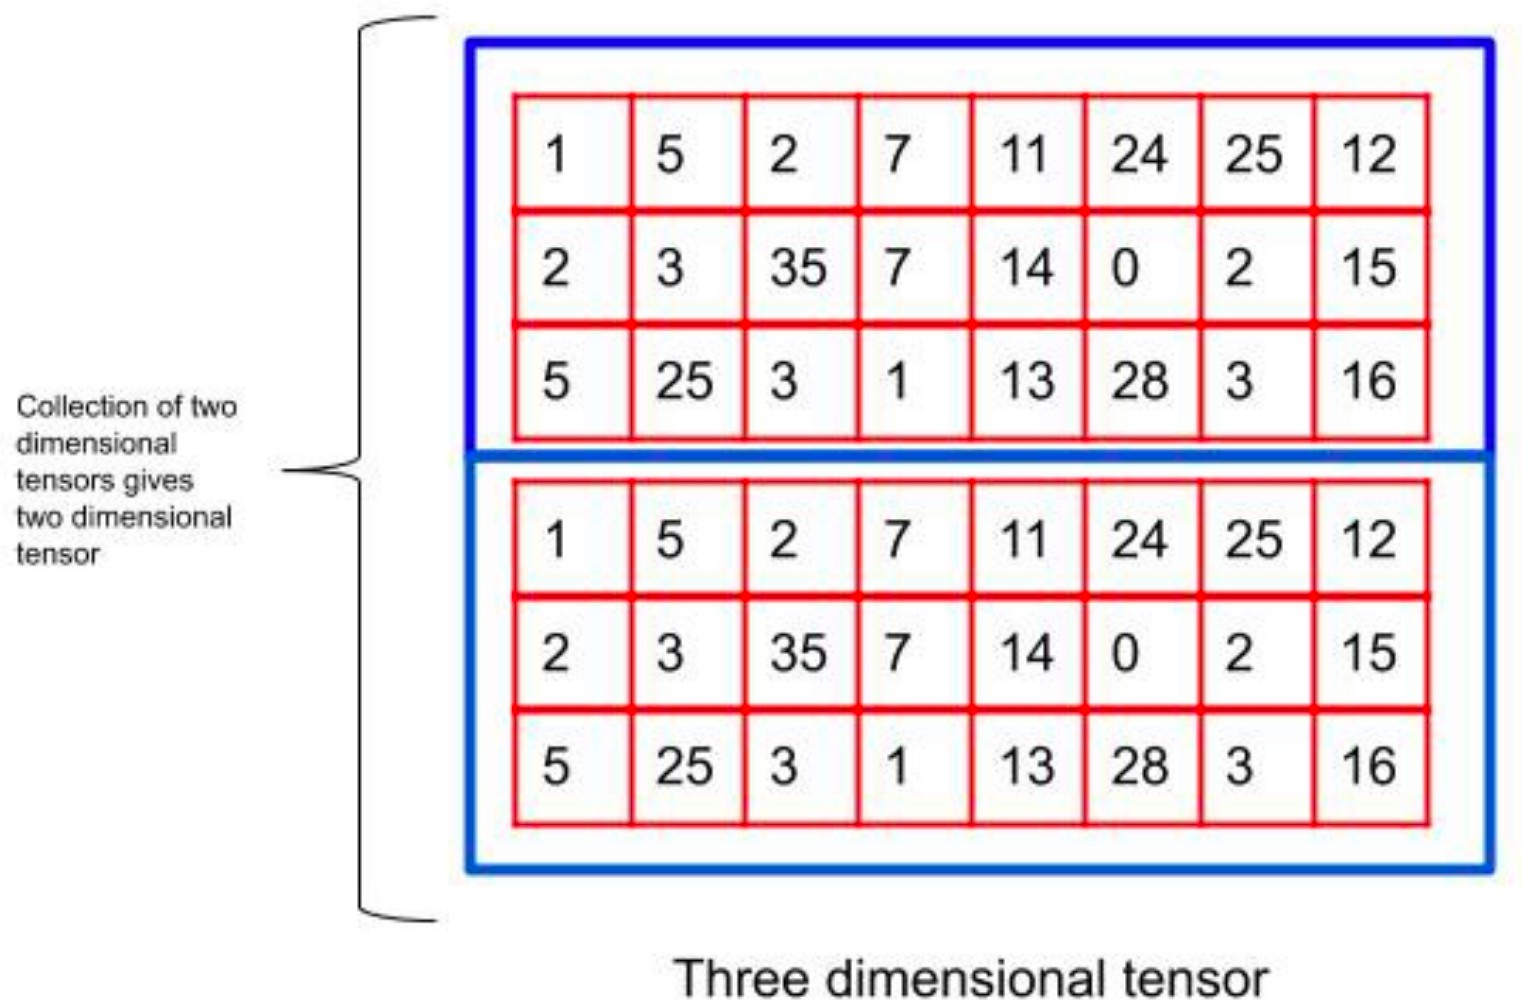 1 5 2 7 11 24 25 12
2 3 35 7 14 0 2 15
5 25 3 1 13 28 3 16
Collection of two
dimensional
tensors gives
two dimensional
tensor
1 5 2 7 11 24 25 12
2 3 35 7 14 0 2 15
5 25 3 1 13 28 3 16
Three dimensional tensor